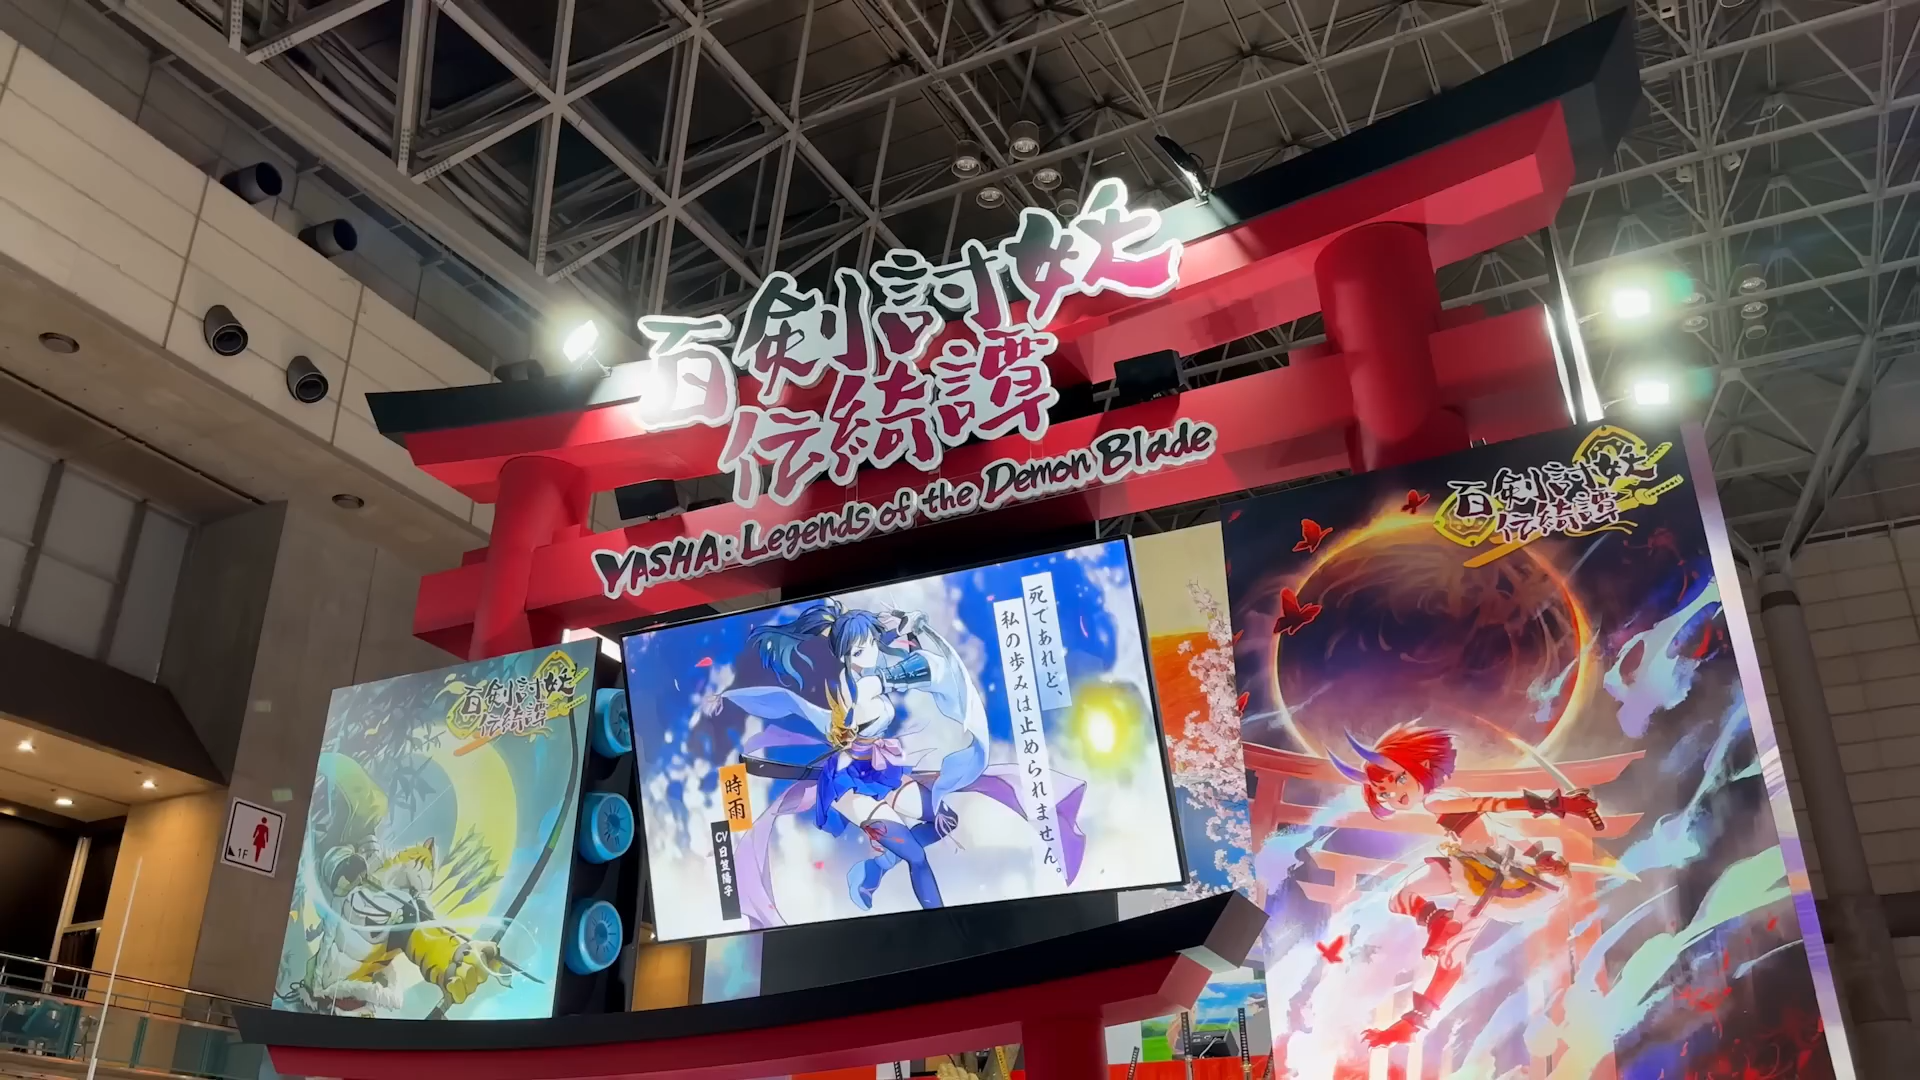 百剣討妖
伝綺譚
YASHA: Legends of the Demon Blade
百剣討妖
伝綺譚
百剣討妖
伝綺譚
死であれど、
私の歩みは止められません。
時雨
CV 日笠陽子
1F